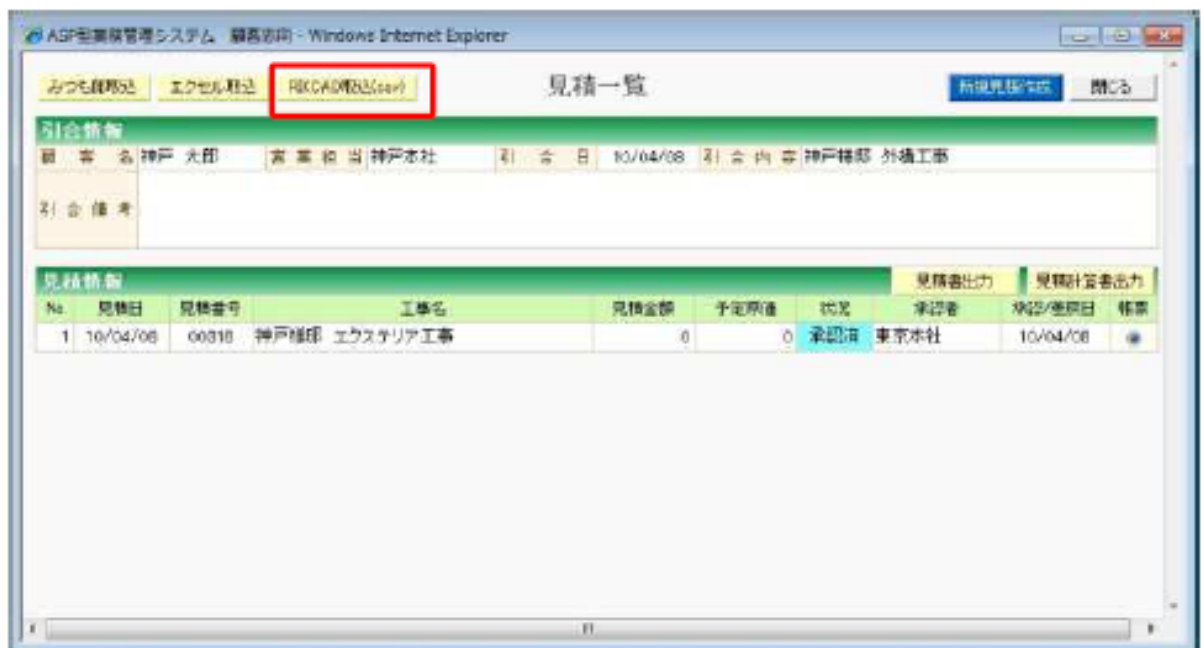 ASP型業務管理システム 顧客志向 - Windows Internet Explorer
みつも郎取込 エクセル取込 RIKCAD取込(csv) 見積一覧 新規見積作成 閉じる
引合情報
顧客名 神戸 太郎 営業担当 神戸本社 引合日 10/04/08 引合内容 神戸様邸 外構工事
引合備考
見積情報 見積書出力 見積計算書出力
No. 見積日 見積番号 工事名 見積金額 予定原価 状況 承認者 承認/差戻日 帳票
1 10/04/08 00318 神戸様邸 エクステリア工事 0 0 承認済 東京本社 10/04/08